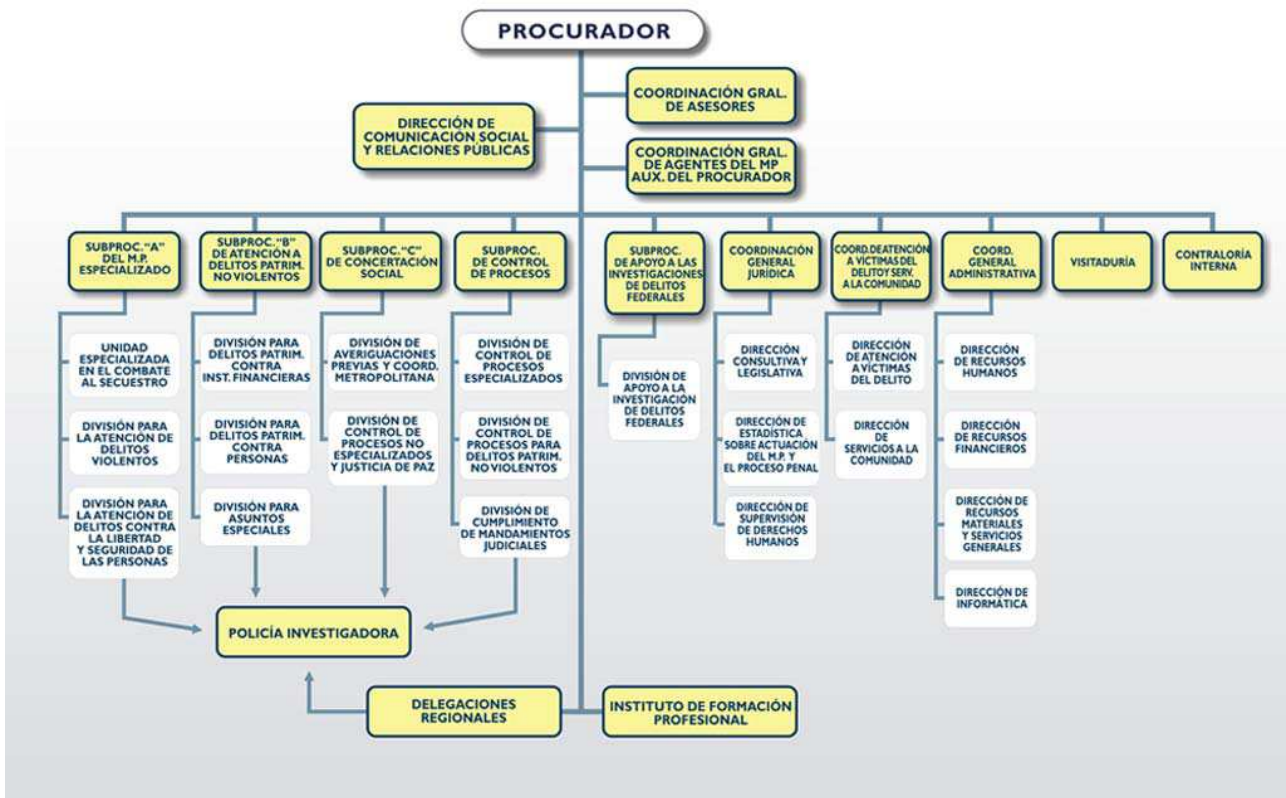 PROCURADOR
COORDINACIÓN GRAL.
DE ASESORES
DIRECCIÓN DE
COMUNICACIÓN SOCIAL
Y RELACIONES PÚBLICAS
COORDINACIÓN GRAL.
DE AGENTES DEL MP
AUX. DEL PROCURADOR
SUBPROC. "A"
DEL M.P.
ESPECIALIZADO
SUBPROC. "B"
DE ATENCIÓN A
DELITOS PATRIM.
NO VIOLENTOS
SUBPROC. "C"
DE CONCERTACIÓN
SOCIAL
SUBPROC.
DE CONTROL
DE PROCESOS
SUBPROC.
DE APOYO A LAS
INVESTIGACIONES
DE DELITOS
FEDERALES
COORDINACIÓN
GENERAL
JURÍDICA
COORD. DE ATENCIÓN
A VÍCTIMAS DEL
DELITO Y SERV.
A LA COMUNIDAD
COORD.
GENERAL
ADMINISTRATIVA
VISITADURÍA
CONTRALORÍA
INTERNA
UNIDAD
ESPECIALIZADA
EN EL COMBATE
AL SECUESTRO
DIVISIÓN PARA
LA ATENCIÓN DE
DELITOS
VIOLENTOS
DIVISIÓN PARA
LA ATENCIÓN DE
DELITOS CONTRA
LA LIBERTAD
Y SEGURIDAD DE
LAS PERSONAS
DIVISIÓN PARA
DELITOS PATRIM.
CONTRA
INST. FINANCIERAS
DIVISIÓN PARA
DELITOS PATRIM.
CONTRA
PERSONAS
DIVISIÓN PARA
ASUNTOS
ESPECIALES
DIVISIÓN DE
AVERIGUACIONES
PREVIAS Y COORD.
METROPOLITANA
DIVISIÓN DE
CONTROL DE
PROCESOS NO
ESPECIALIZADOS
Y JUSTICIA DE PAZ
DIVISIÓN DE
CONTROL DE
PROCESOS
ESPECIALIZADOS
DIVISIÓN DE
CONTROL DE
PROCESOS PARA
DELITOS PATRIM.
NO VIOLENTOS
DIVISIÓN DE
CUMPLIMIENTO
DE MANDAMIENTOS
JUDICIALES
DIVISIÓN DE
APOYO A LA
INVESTIGACIÓN
DE DELITOS
FEDERALES
DIRECCIÓN
CONSULTIVA Y
LEGISLATIVA
DIRECCIÓN DE
ESTADÍSTICA
SOBRE ACTUACIÓN
DEL M.P. Y
EL PROCESO PENAL
DIRECCIÓN DE
SUPERVISIÓN
DE DERECHOS
HUMANOS
DIRECCIÓN
DE ATENCIÓN A
VÍCTIMAS
DEL DELITO
DIRECCIÓN
DE
SERVICIOS A LA
COMUNIDAD
DIRECCIÓN
DE RECURSOS
HUMANOS
DIRECCIÓN
DE RECURSOS
FINANCIEROS
DIRECCIÓN DE
RECURSOS
MATERIALES
Y SERVICIOS
GENERALES
DIRECCIÓN DE
INFORMÁTICA
POLICÍA INVESTIGADORA
DELEGACIONES
REGIONALES
INSTITUTO DE FORMACIÓN
PROFESIONAL